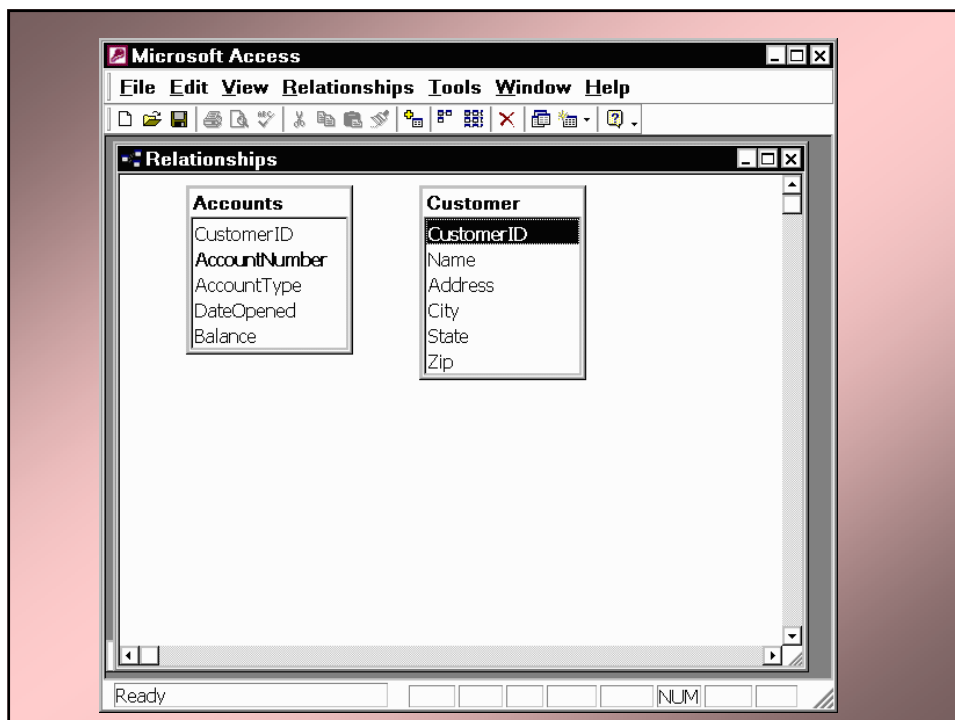 Microsoft Access
File Edit View Relationships Tools Window Help
Relationships
Accounts
CustomerID
AccountNumber
AccountType
DateOpened
Balance
Customer
CustomerID
Name
Address
City
State
Zip
Ready
NUM